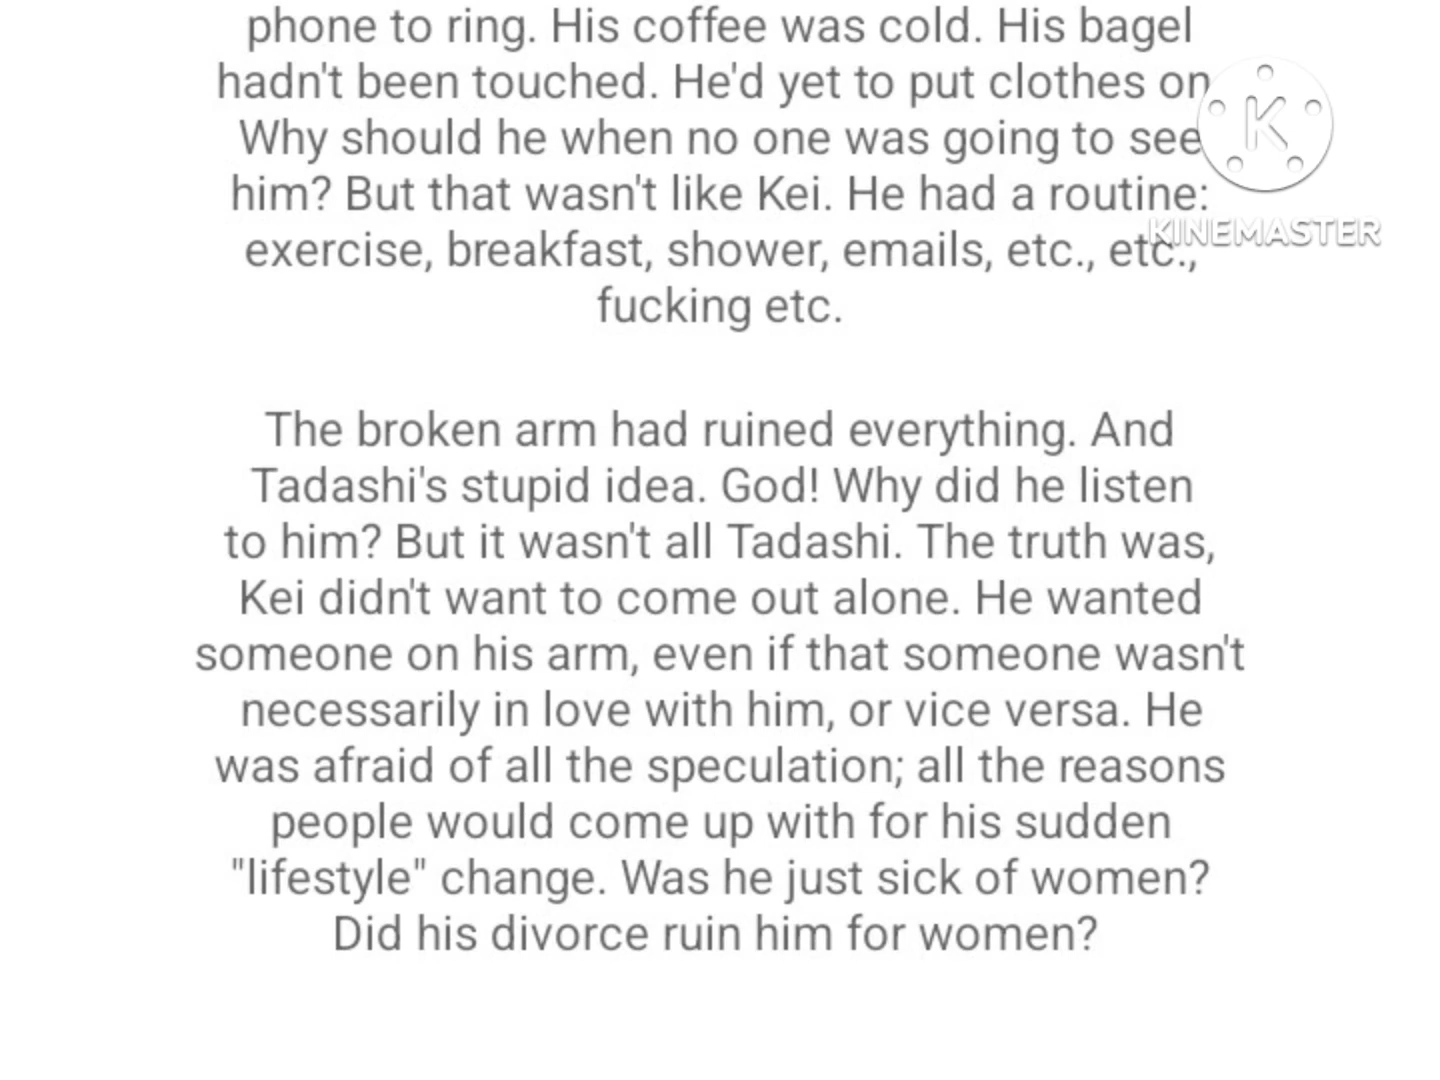 phone to ring. His coffee was cold. His bagel
hadn't been touched. He'd yet to put clothes on
Why should he when no one was going to see
him? But that wasn't like Kei. He had a routine:
exercise, breakfast, shower, emails, etc., etc.,
fucking etc.
The broken arm had ruined everything. And
Tadashi's stupid idea. God! Why did he listen
to him? But it wasn't all Tadashi. The truth was,
Kei didn't want to come out alone. He wanted
someone on his arm, even if that someone wasn't
necessarily in love with him, or vice versa. He
was afraid of all the speculation; all the reasons
people would come up with for his sudden
"lifestyle" change. Was he just sick of women?
Did his divorce ruin him for women?
K
KINEMASTER